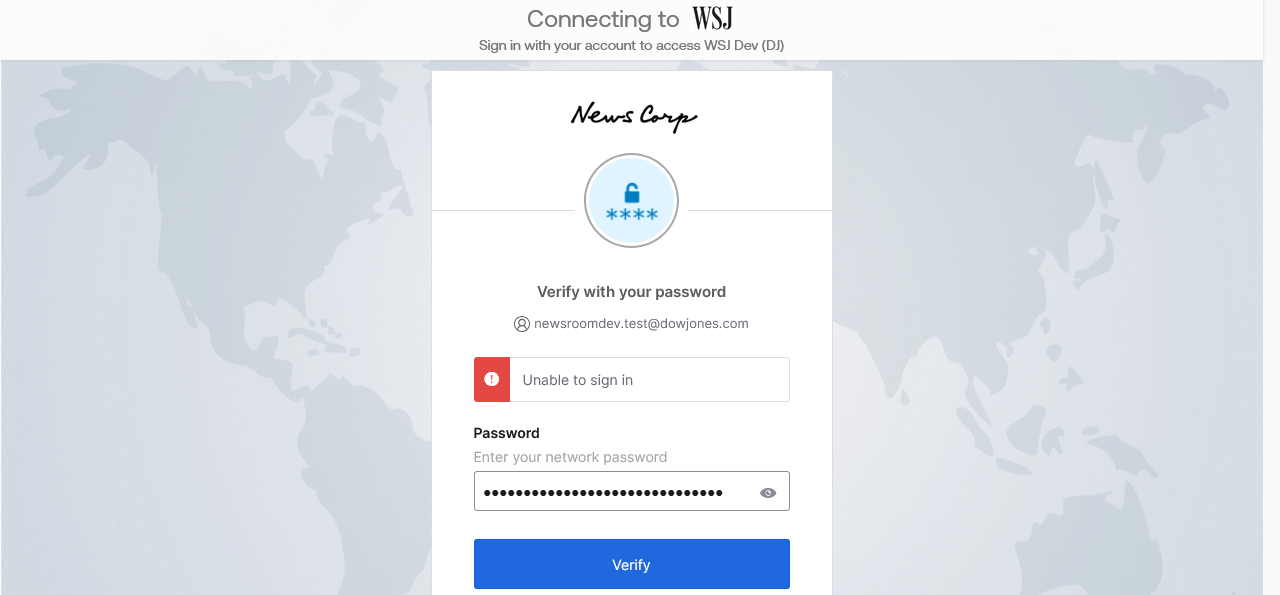 Connecting to WSJ
Sign in with your account to access WSJ Dev (DJ)
News Corp
****
Verify with your password
newsroomdev.test@dowjones.com
Unable to sign in
Password
Enter your network password
••••••••••••••••••••••••••••••
Verify